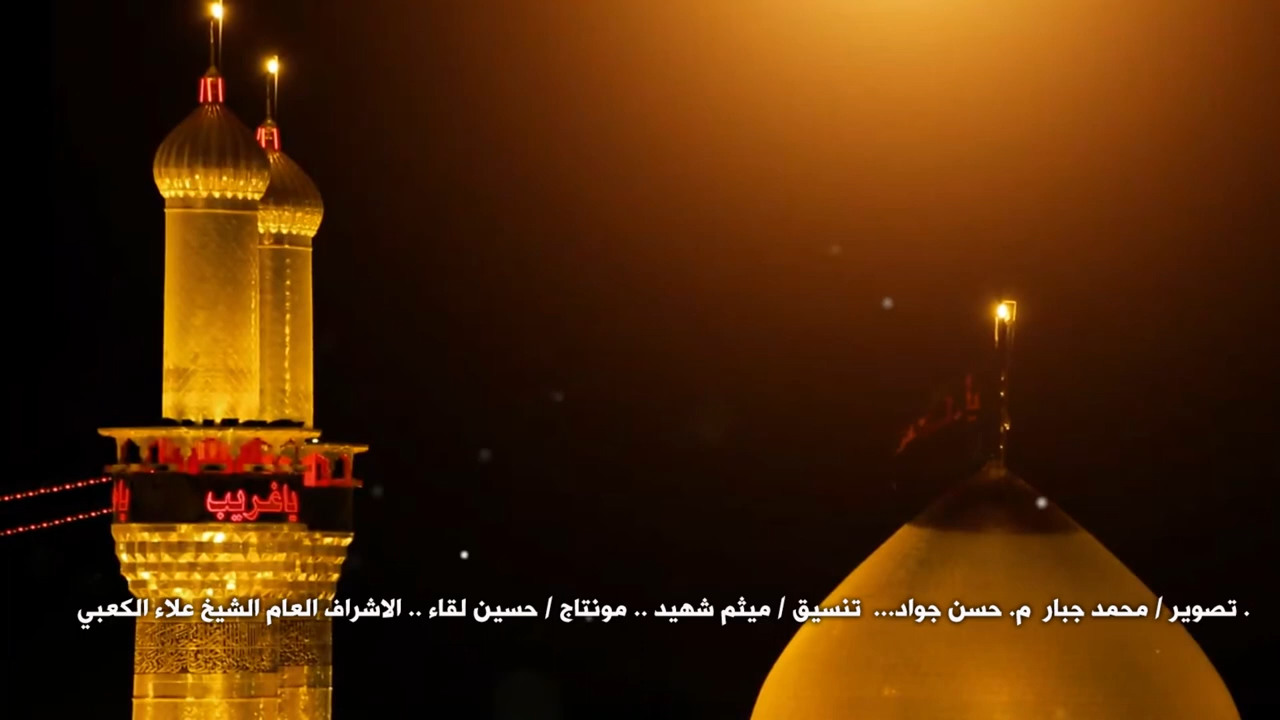 ياغريب
. تصوير / محمد جبار م. حسن جواد... تنسيق / ميثم شهيد .. مونتاج / حسين لقاء .. الاشراف العام الشيخ علاء الكعبي